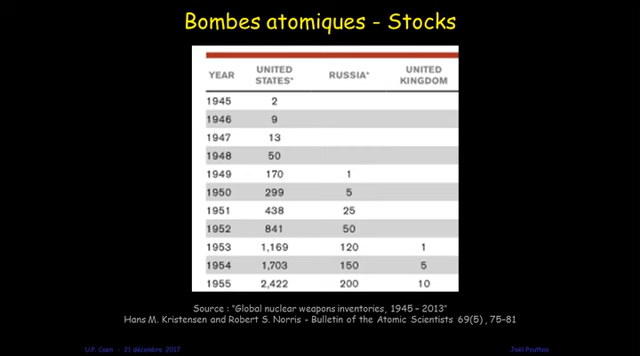 Bombes atomiques - Stocks
YEAR UNITED STATES* RUSSIA* UNITED KINGDOM
1945 2
1946 9
1947 13
1948 50
1949 170 1
1950 299 5
1951 438 25
1952 841 50
1953 1,169 120 1
1954 1,703 150 5
1955 2,422 200 10
Source : "Global nuclear weapons inventories, 1945 – 2013"
Hans M. Kristensen and Robert S. Norris - Bulletin of the Atomic Scientists 69(5) , 75–81
U.P. Caen - 21 décembre 2017 Joël Pouthas